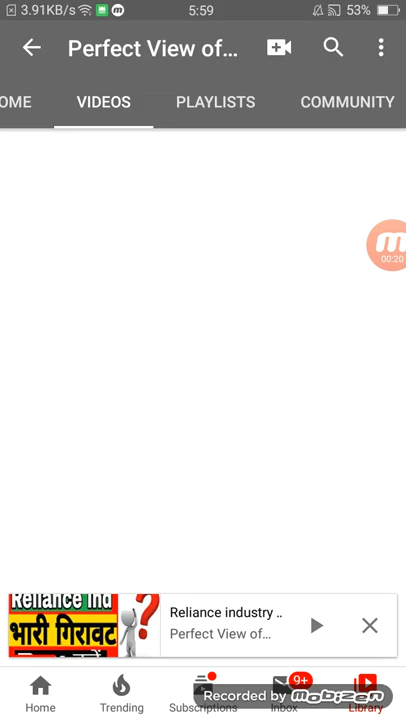 3.91KB/s 5:59 53%
Perfect View of...
OME VIDEOS PLAYLISTS COMMUNITY
00:20
Reliance Ind
भारी गिरावट
Reliance industry ..
Perfect View of...
9+
Home Trending Subscriptions Inbox Library
Recorded by mobizen